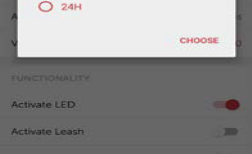 24H
CHOOSE
FUNCTIONALITY
Activate LED
Activate Leash